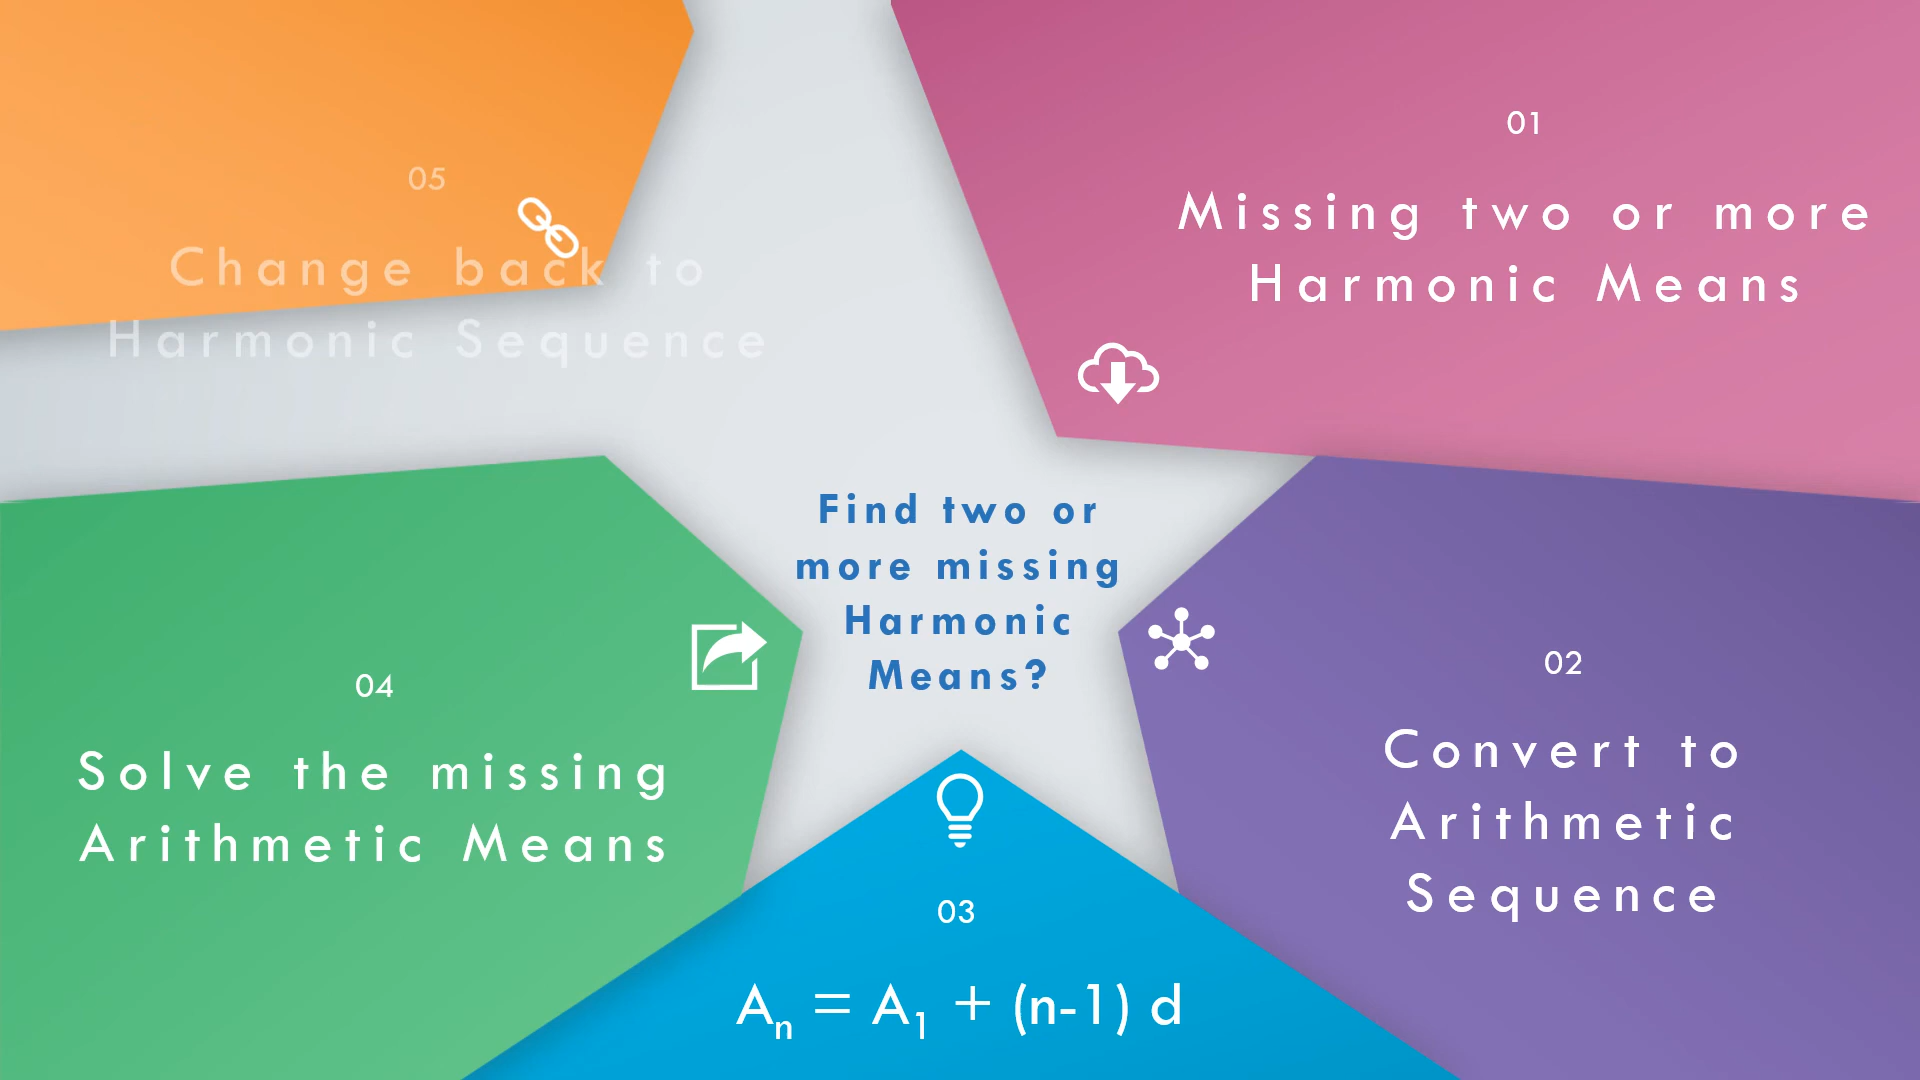 Find two or
more missing
Harmonic
Means?
01
Missing two or more
Harmonic Means
02
Convert to
Arithmetic
Sequence
03
Aₙ = A₁ + (n-1) d
04
Solve the missing
Arithmetic Means
05
Change back to
Harmonic Sequence